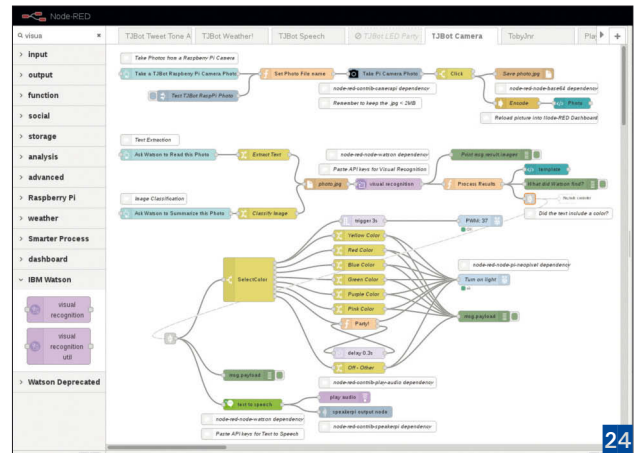 Node-RED
visua
TJBot Tweet Tone A
TJBot Weather!
TJBot Speech
TJBot LED Party
TJBot Camera
TobyJnr
Play
input
output
function
social
storage
analysis
advanced
Raspberry Pi
weather
Smarter Process
dashboard
IBM Watson
visual
recognition
visual
recognition
util
Watson Deprecated
Take Photos from a Raspberry Pi Camera
Take a TJBot Raspberry Pi Camera Photo
Set Photo File name
Take Pi Camera Photo
Click
Save photo.jpg
Test TJBot RaspPi Photo
node-red-contrib-camerapi dependency
node-red-node-base64 dependency
Remember to keep the .jpg < 2MB
Encode
Photo
Reload picture into Node-RED Dashboard
Text Extraction
Ask Watson to Read this Photo
Extract Text
node-red-node-watson dependency
Paste API keys for Visual Recognition
photo.jpg
visual recognition
Process Results
template
What did Watson find?
Image Classification
Ask Watson to Summarize this Photo
Classify Image
Did the text include a color?
trigger 3s
PWM: 37
Yellow Color
Red Color
Blue Color
Green Color
Purple Color
Pink Color
Party!
delay 0.3s
Off - Other
SelectColor
node-red-node-pi-neopixel dependency
Turn on light
msg.payload
msg.payload
node-red-contrib-play-audio dependency
text to speech
play audio
speakerpi output node
node-red-node-watson dependency
node-red-contrib-speakerpi dependency
Paste API keys for Text to Speech
24